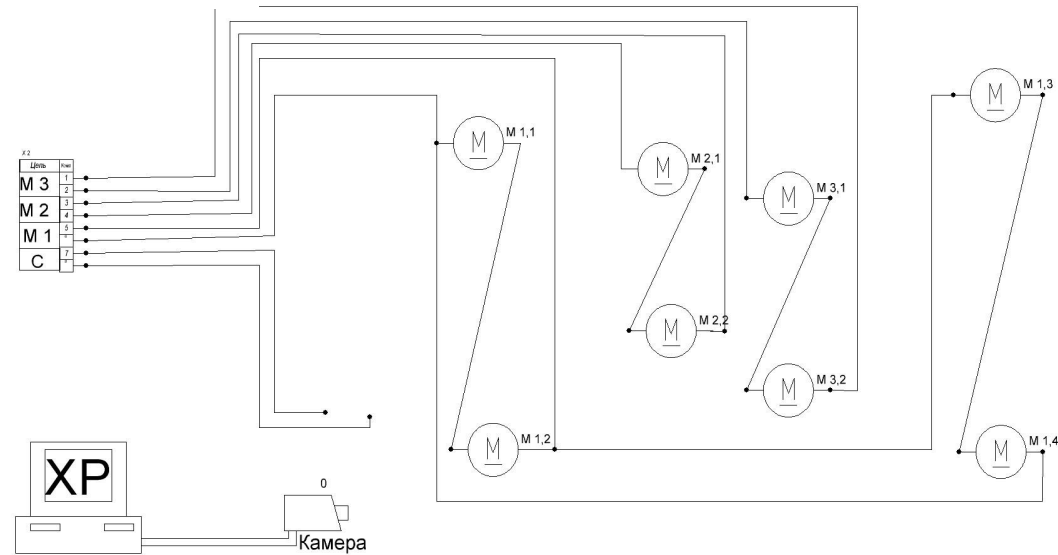 X 2
Цепь Конт
М 3 1
2
М 2 3
4
М 1 5
"
С 7
"
M M 1,1
M M 1,2
M M 2,1
M M 2,2
M M 3,1
M M 3,2
M M 1,3
M M 1,4
XP
0
Камера